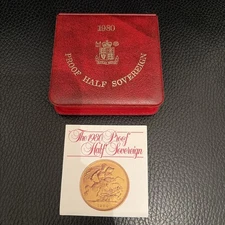 1980
PROOF HALF SOVEREIGN
The 1980 Proof
Half Sovereign